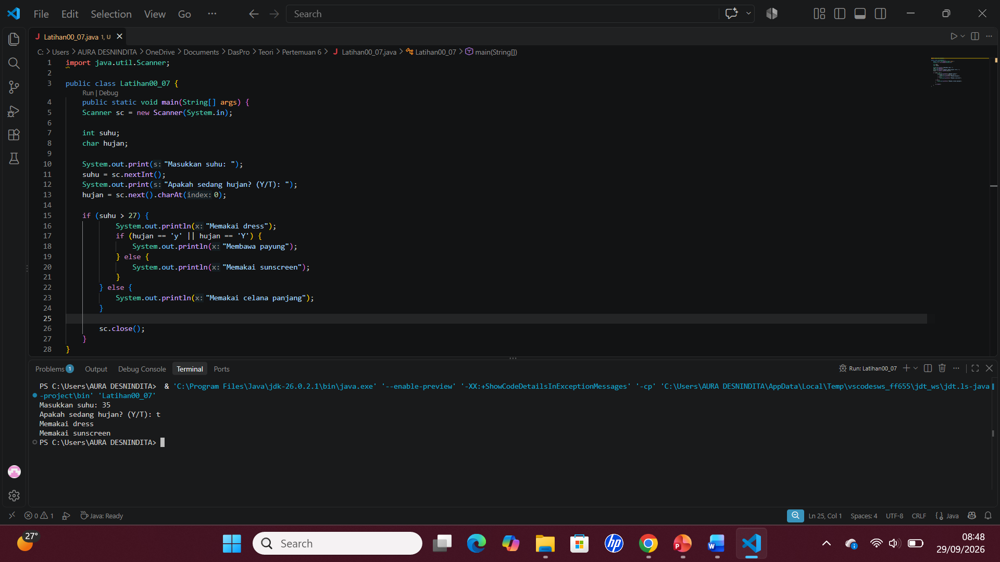 File Edit Selection View Go ··· Search
Latihan00_07.java 1, U
C: > Users > AURA DESNINDITA > OneDrive > Documents > DasPro > Teori > Pertemuan 6 > Latihan00_07.java > Latihan00_07 > main(String[])
1 import java.util.Scanner;
2
3 public class Latihan00_07 {
Run | Debug
4 public static void main(String[] args) {
5 Scanner sc = new Scanner(System.in);
6
7 int suhu;
8 char hujan;
9
10 System.out.print(s: "Masukkan suhu: ");
11 suhu = sc.nextInt();
12 System.out.print(s: "Apakah sedang hujan? (Y/T): ");
13 hujan = sc.next().charAt(index: 0);
14
15 if (suhu > 27) {
16 System.out.println(x: "Memakai dress");
17 if (hujan == 'y' || hujan == 'Y') {
18 System.out.println(x: "Membawa payung");
19 } else {
20 System.out.println(x: "Memakai sunscreen");
21 }
22 } else {
23 System.out.println(x: "Memakai celana panjang");
24 }
25
26 sc.close();
27 }
28 }
Problems 1 Output Debug Console Terminal Ports Run: Latihan00_07
PS C:\Users\AURA DESNINDITA> & 'C:\Program Files\Java\jdk-26.0.2.1\bin\java.exe' '--enable-preview' '-XX:+ShowCodeDetailsInExceptionMessages' '-cp' 'C:\Users\AURA DESNINDITA\AppData\Local\Temp\vscodesws_ff655\jdt_ws\jdt.ls-java
-project\bin' 'Latihan00_07'
Masukkan suhu: 35
Apakah sedang hujan? (Y/T): t
Memakai dress
Memakai sunscreen
PS C:\Users\AURA DESNINDITA>
0 1 Java: Ready Ln 25, Col 1 Spaces: 4 UTF-8 CRLF {} Java
27° Search 08:48
29/09/2026